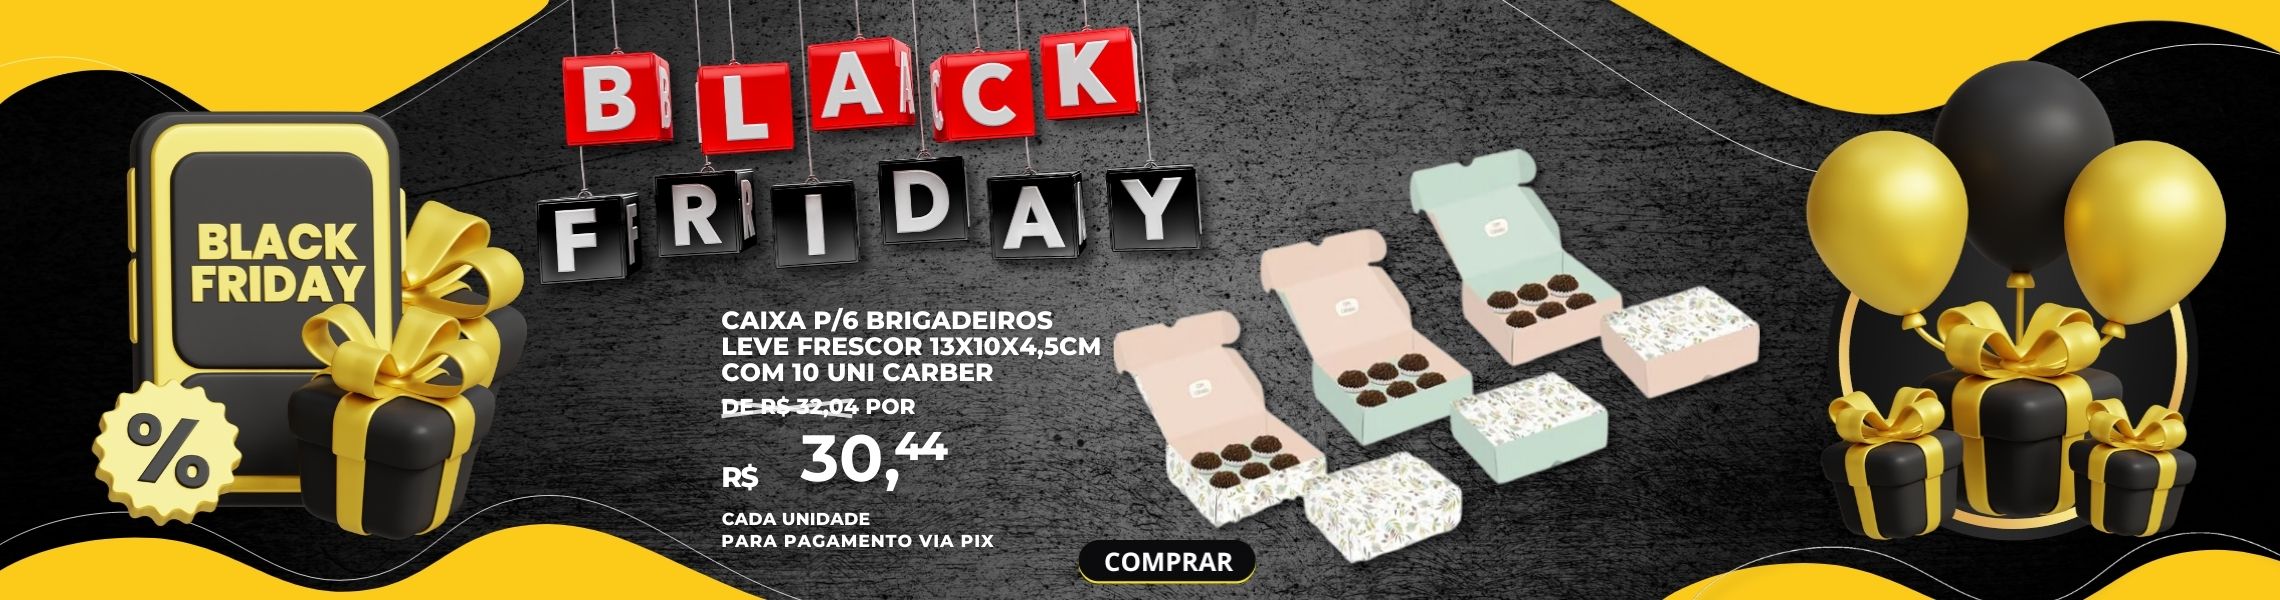 BLACK
FRIDAY
BLACK
FRIDAY
CAIXA P/6 BRIGADEIROS
LEVE FRESCOR 13X10X4,5CM
COM 10 UNI CARBER
DE R$ 32,04 POR
R$ 30,44
CADA UNIDADE
PARA PAGAMENTO VIA PIX
COMPRAR
%